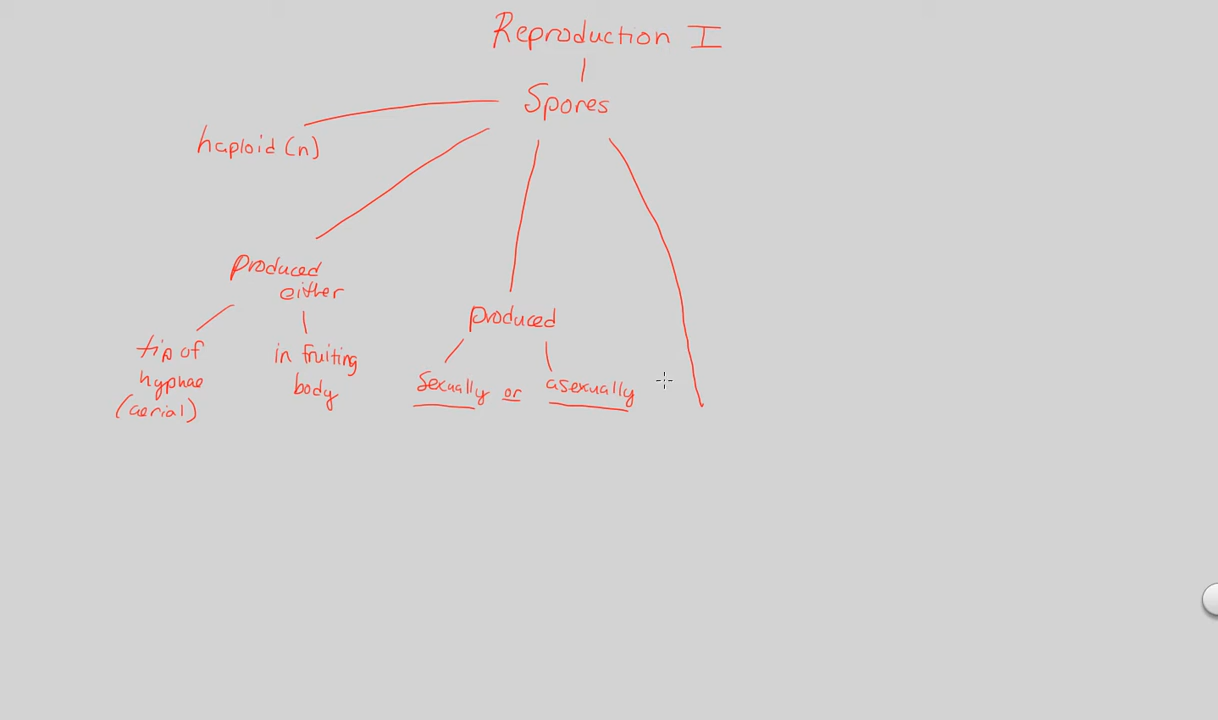 Reproduction I
Spores
haploid (n)
produced
either
tip of
hyphae
(aerial)
in fruiting
body
produced
Sexually or asexually